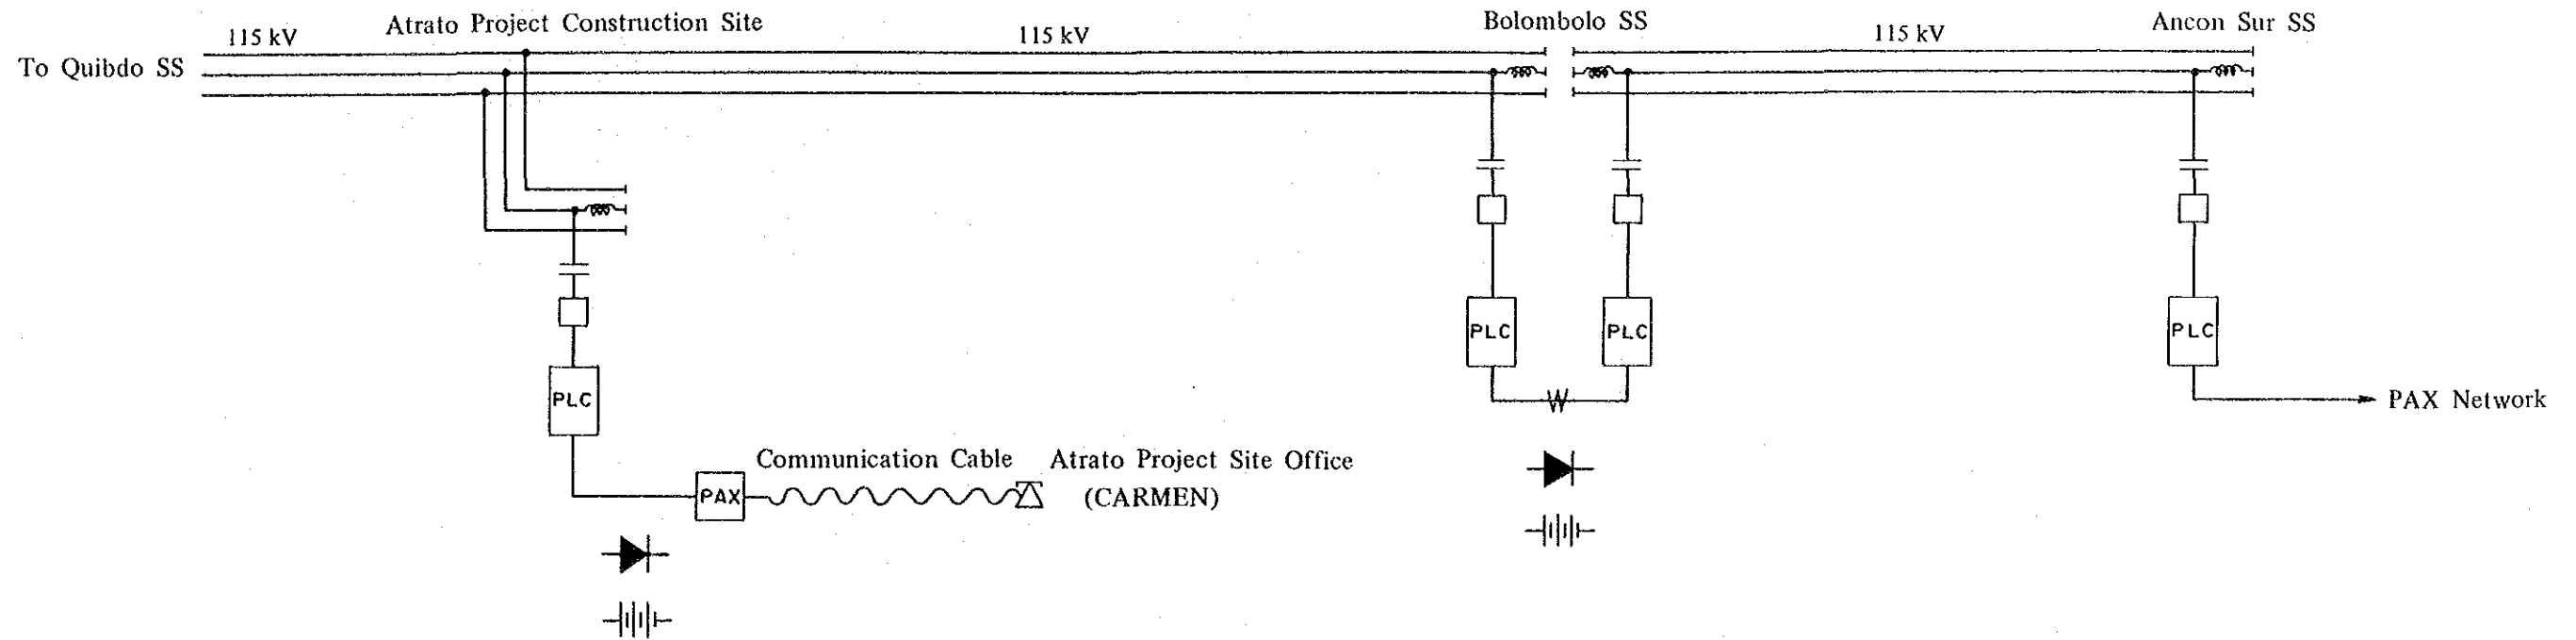 115 kV
Atrato Project Construction Site
115 kV
Bolombolo SS
115 kV
Ancon Sur SS
To Quibdo SS
PLC
PLC
PLC
PLC
PAX Network
Communication Cable
Atrato Project Site Office
PAX
(CARMEN)